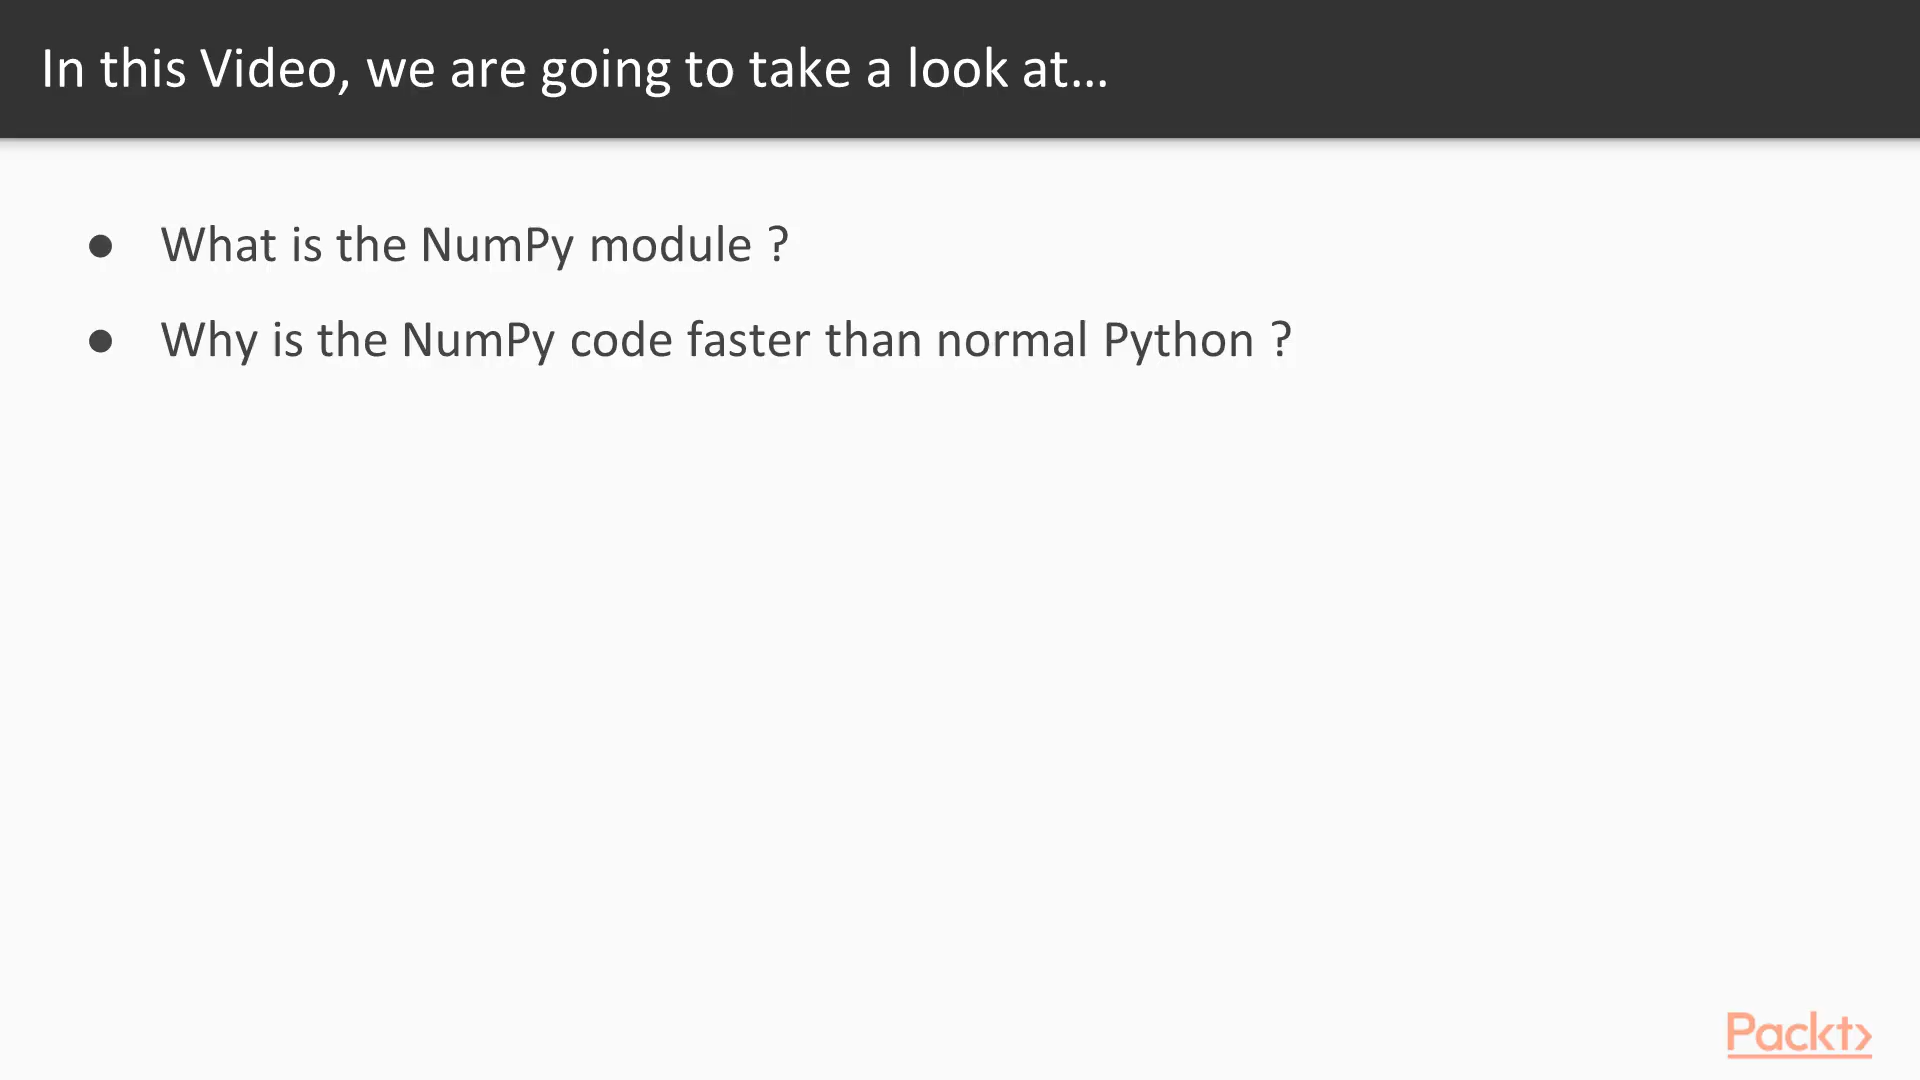 In this Video, we are going to take a look at...
● What is the NumPy module ?
● Why is the NumPy code faster than normal Python ?
Packt>